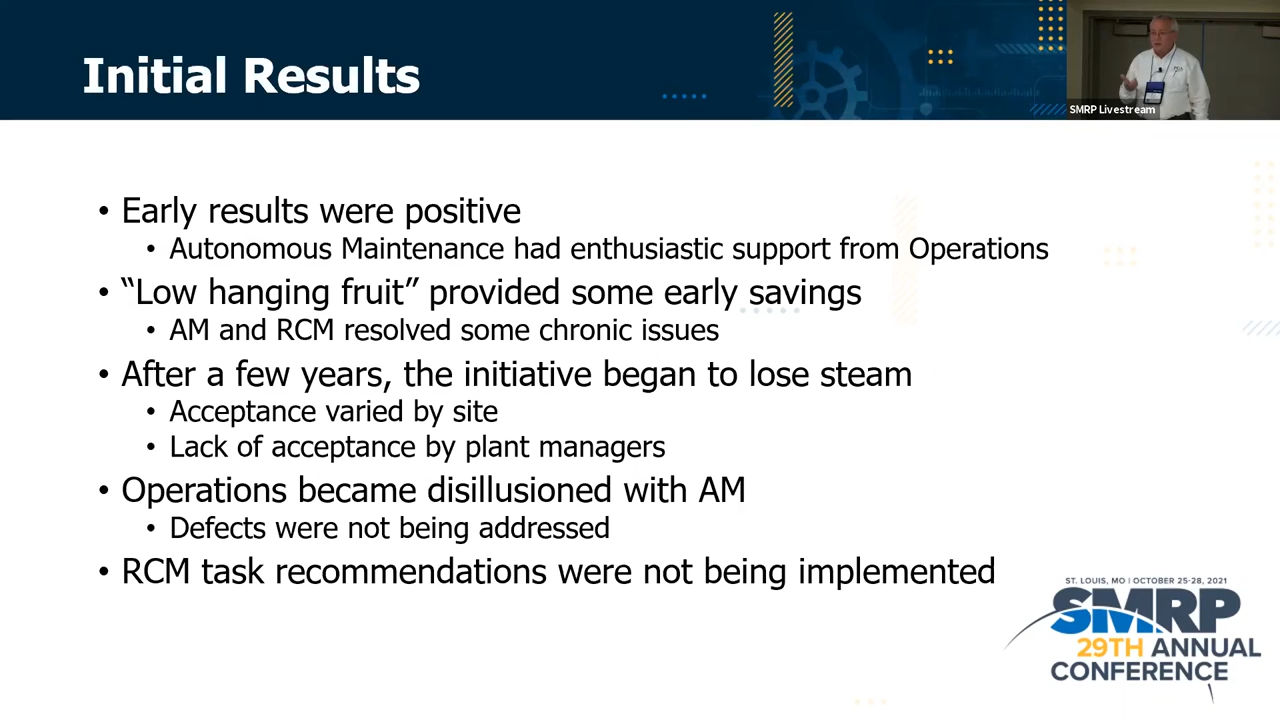 Initial Results
SMRP Livestream
• Early results were positive
• Autonomous Maintenance had enthusiastic support from Operations
• “Low hanging fruit” provided some early savings
• AM and RCM resolved some chronic issues
• After a few years, the initiative began to lose steam
• Acceptance varied by site
• Lack of acceptance by plant managers
• Operations became disillusioned with AM
• Defects were not being addressed
• RCM task recommendations were not being implemented
ST. LOUIS, MO | OCTOBER 25-28, 2021
SMRP
29TH ANNUAL
CONFERENCE